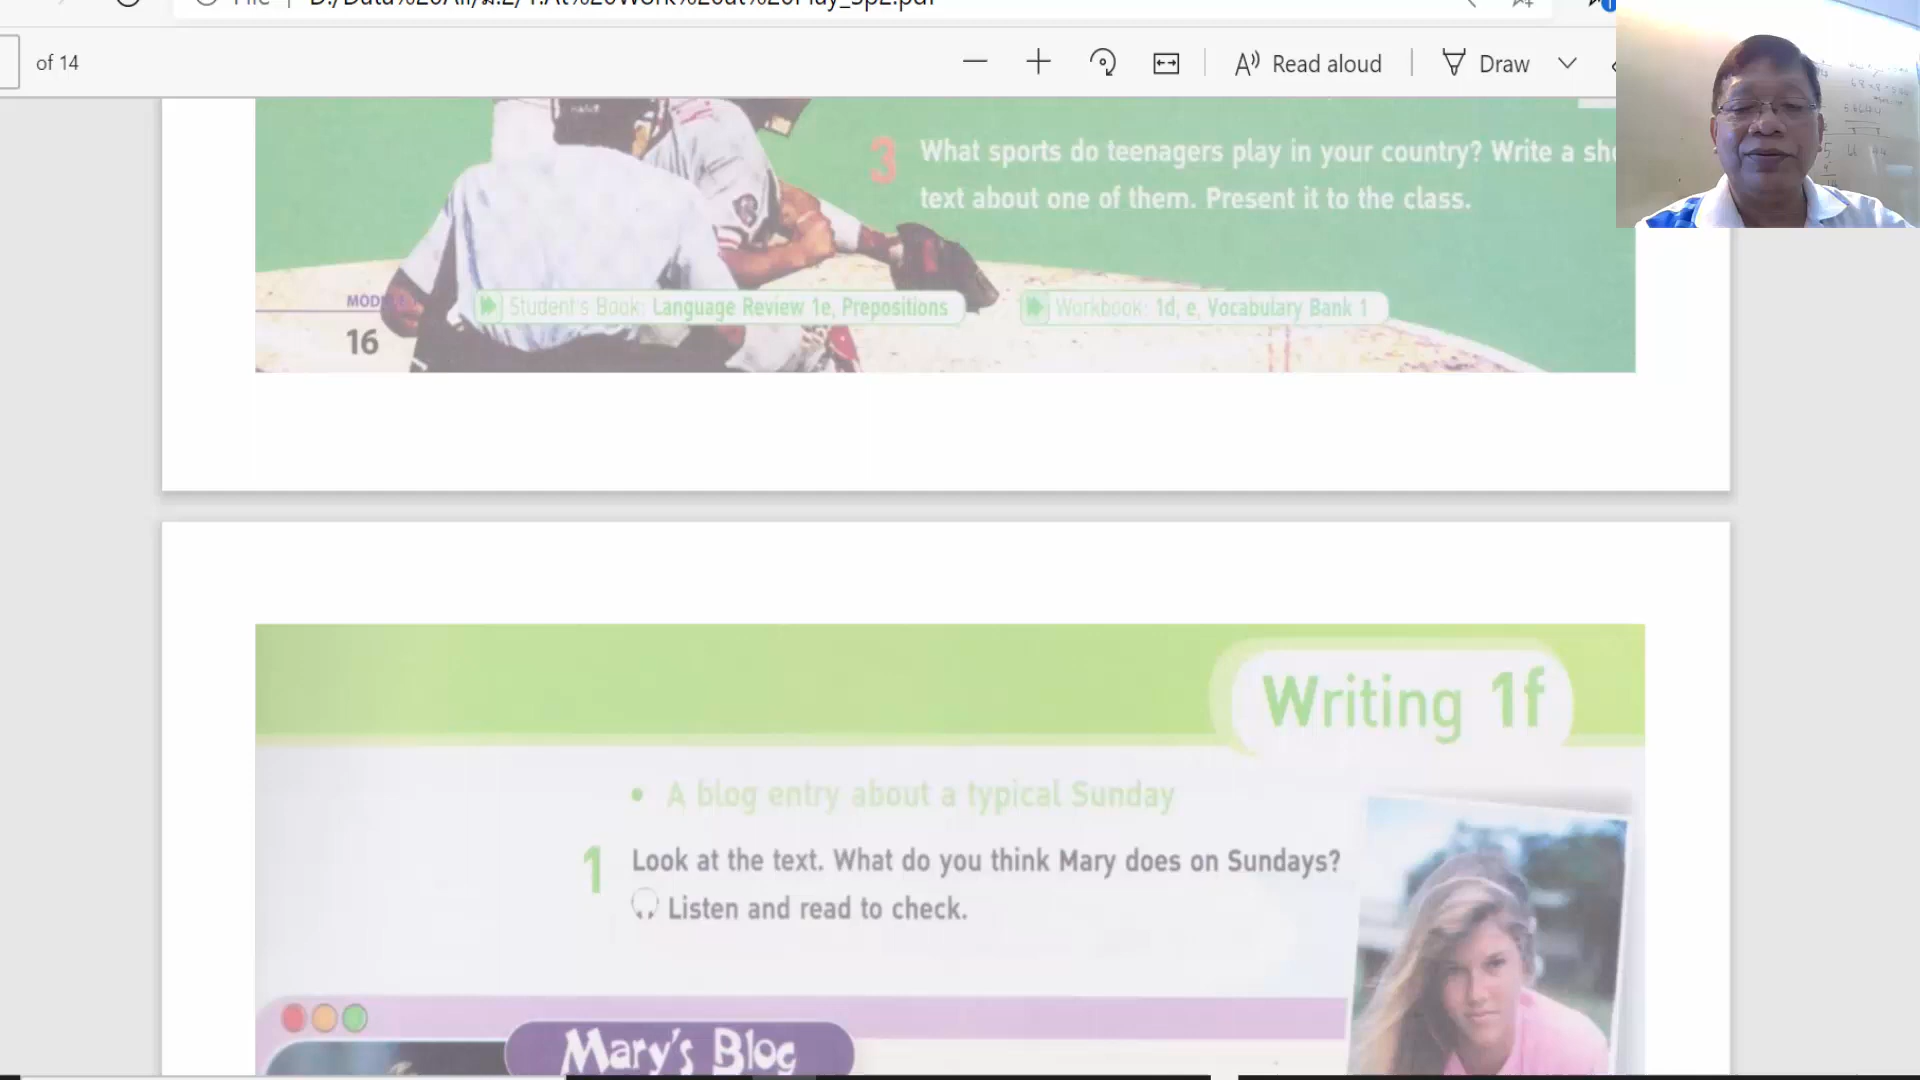 of 14
Read aloud
Draw
3 What sports do teenagers play in your country? Write a
text about one of them. Present it to the class.
MODULE
16
Student's Book: Language Review 1e, Prepositions
Workbook: 1d, e, Vocabulary Bank 1
Writing 1f
• A blog entry about a typical Sunday
1 Look at the text. What do you think Mary does on Sundays?
Listen and read to check.
Mary's Blog